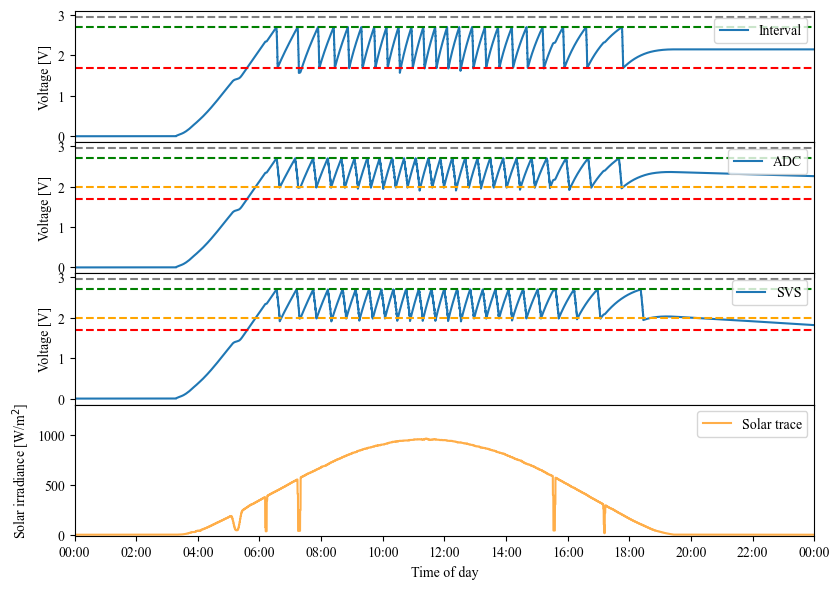 3
2
1
0
Voltage [V]
Interval
3
2
1
0
Voltage [V]
ADC
3
2
1
0
Voltage [V]
SVS
1000
500
0
Solar irradiance [W/m²]
Solar trace
00:00 02:00 04:00 06:00 08:00 10:00 12:00 14:00 16:00 18:00 20:00 22:00 00:00
Time of day